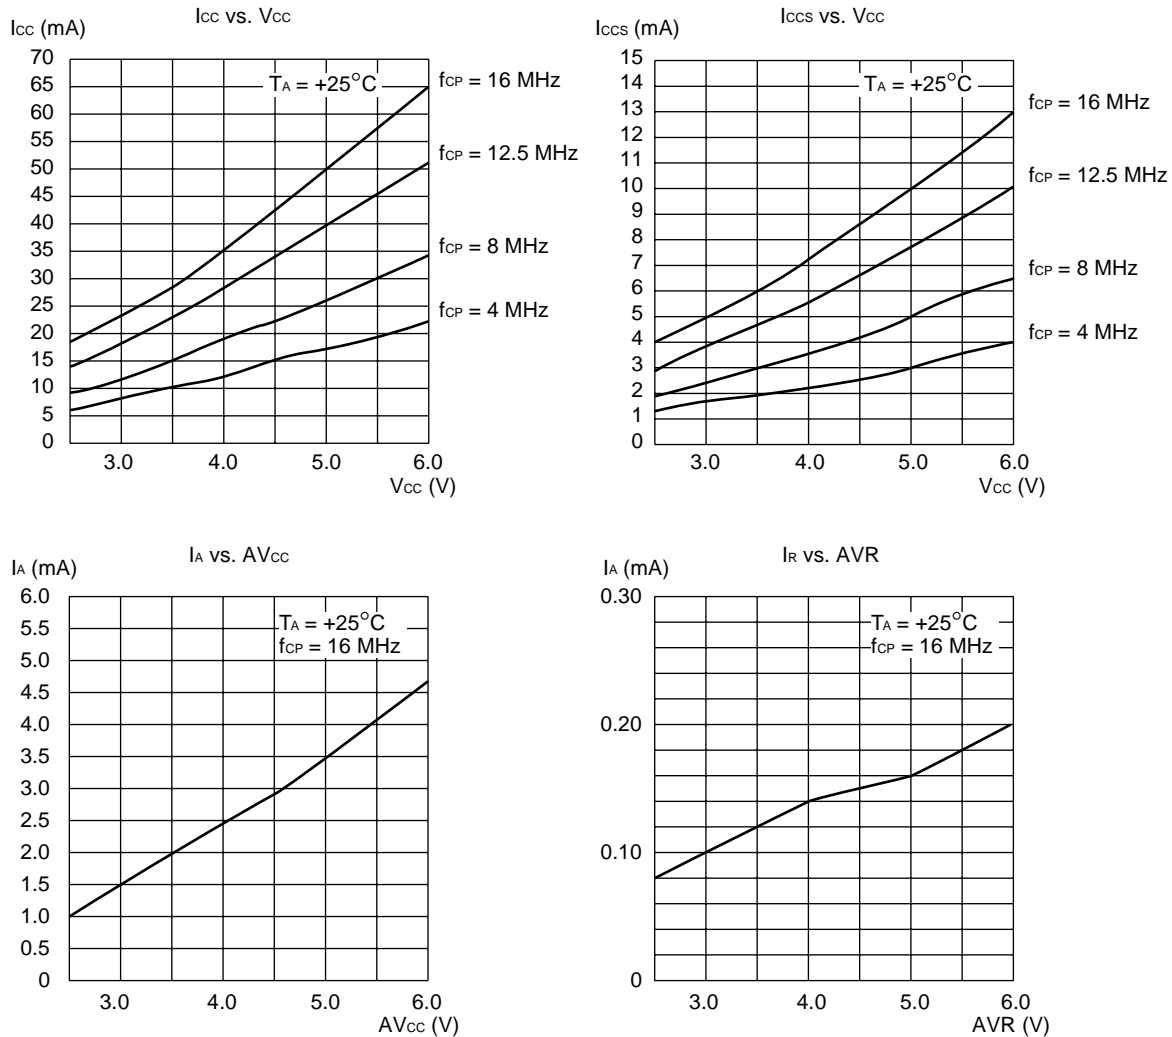 Icc vs. Vcc
Icc (mA)
70
65
60
55
50
45
40
35
30
25
20
15
10
5
0
TA = +25°C
fCP = 16 MHz
fCP = 12.5 MHz
fCP = 8 MHz
fCP = 4 MHz
3.0 4.0 5.0 6.0
Vcc (V)
Iccs vs. Vcc
Iccs (mA)
15
14
13
12
11
10
9
8
7
6
5
4
3
2
1
0
TA = +25°C
fCP = 16 MHz
fCP = 12.5 MHz
fCP = 8 MHz
fCP = 4 MHz
3.0 4.0 5.0 6.0
Vcc (V)
IA vs. AVcc
IA (mA)
6.0
5.5
5.0
4.5
4.0
3.5
3.0
2.5
2.0
1.5
1.0
0.5
0
TA = +25°C
fCP = 16 MHz
3.0 4.0 5.0 6.0
AVcc (V)
IR vs. AVR
IA (mA)
0.30
0.20
0.10
0
TA = +25°C
fCP = 16 MHz
3.0 4.0 5.0 6.0
AVR (V)